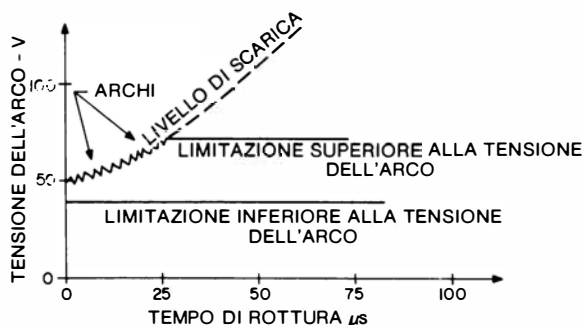 TENSIONE DELL'ARCO - V
100
50
0
ARCHI
LIVELLO DI SCARICA
LIMITAZIONE SUPERIORE ALLA TENSIONE
DELL'ARCO
LIMITAZIONE INFERIORE ALLA TENSIONE
DELL'ARCO
0 25 50 75 100
TEMPO DI ROTTURA µs